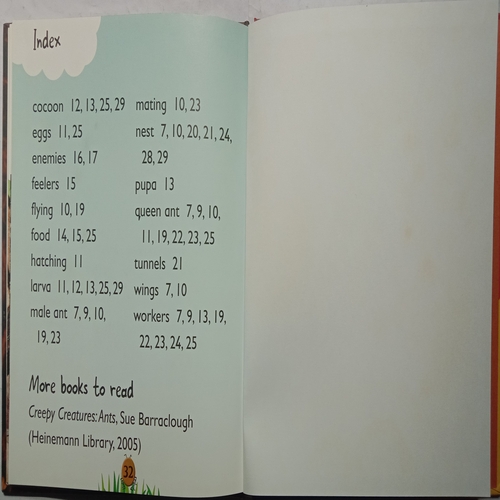 Index
cocoon 12, 13, 25, 29
eggs 11, 25
enemies 16, 17
feelers 15
flying 10, 19
food 14, 15, 25
hatching 11
larva 11, 12, 13, 25, 29
male ant 7, 9, 10,
19, 23
mating 10, 23
nest 7, 10, 20, 21, 24,
28, 29
pupa 13
queen ant 7, 9, 10,
11, 19, 22, 23, 25
tunnels 21
wings 7, 10
workers 7, 9, 13, 19,
22, 23, 24, 25
More books to read
Creepy Creatures: Ants, Sue Barraclough
(Heinemann Library, 2005)
32